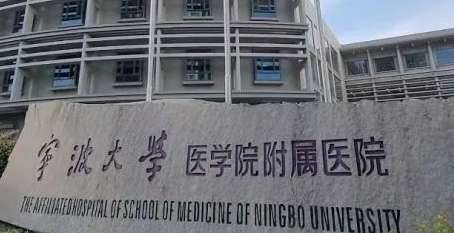 宁波大学 医学院附属医院
THE AFFILIATED HOSPITAL OF SCHOOL OF MEDICINE OF NINGBO UNIVERSITY